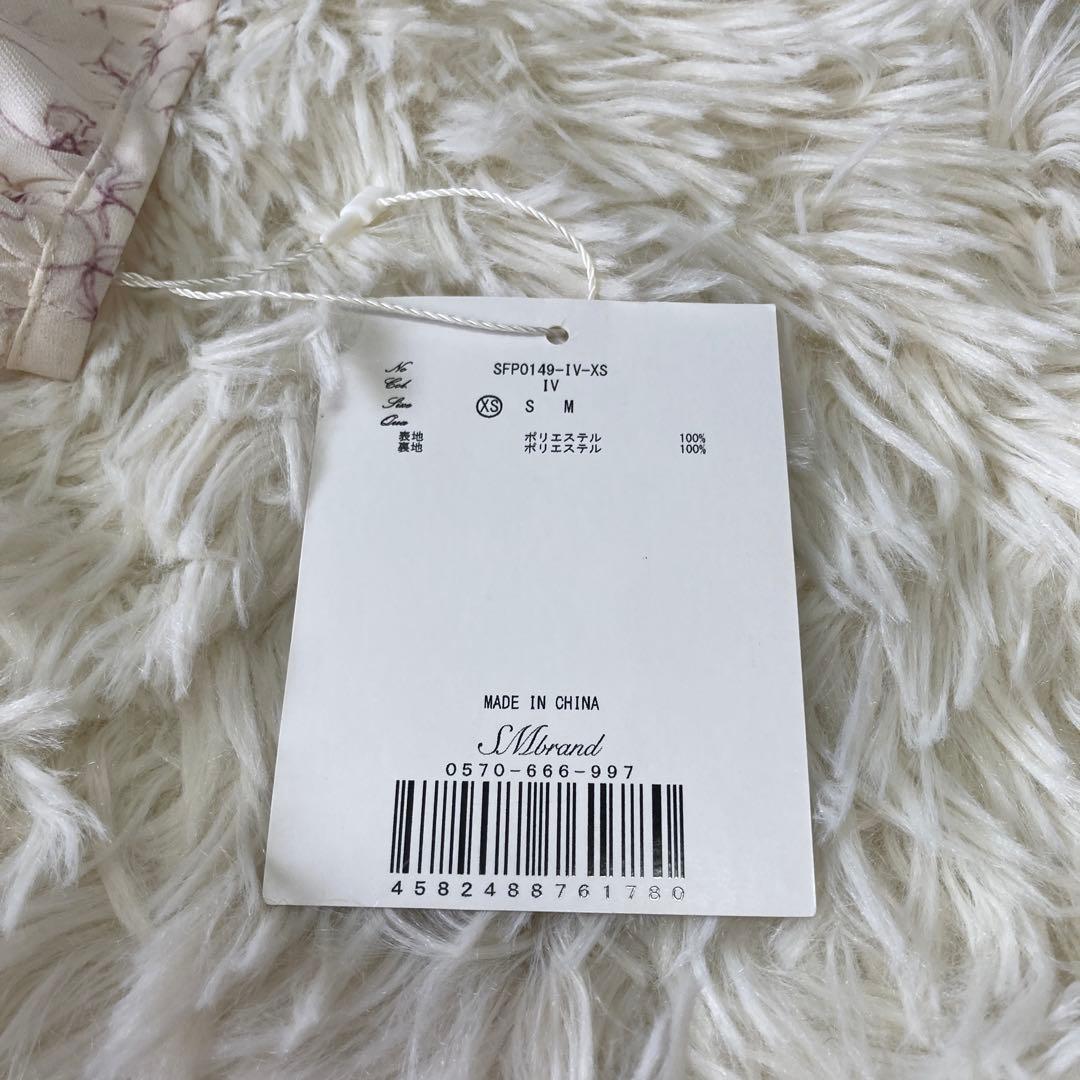 No SFP0149-IV-XS
Col. IV
Size XS S M
Qua
表地 ポリエステル 100%
裏地 ポリエステル 100%
MADE IN CHINA
SMbrand
0570-666-997
4582488761780